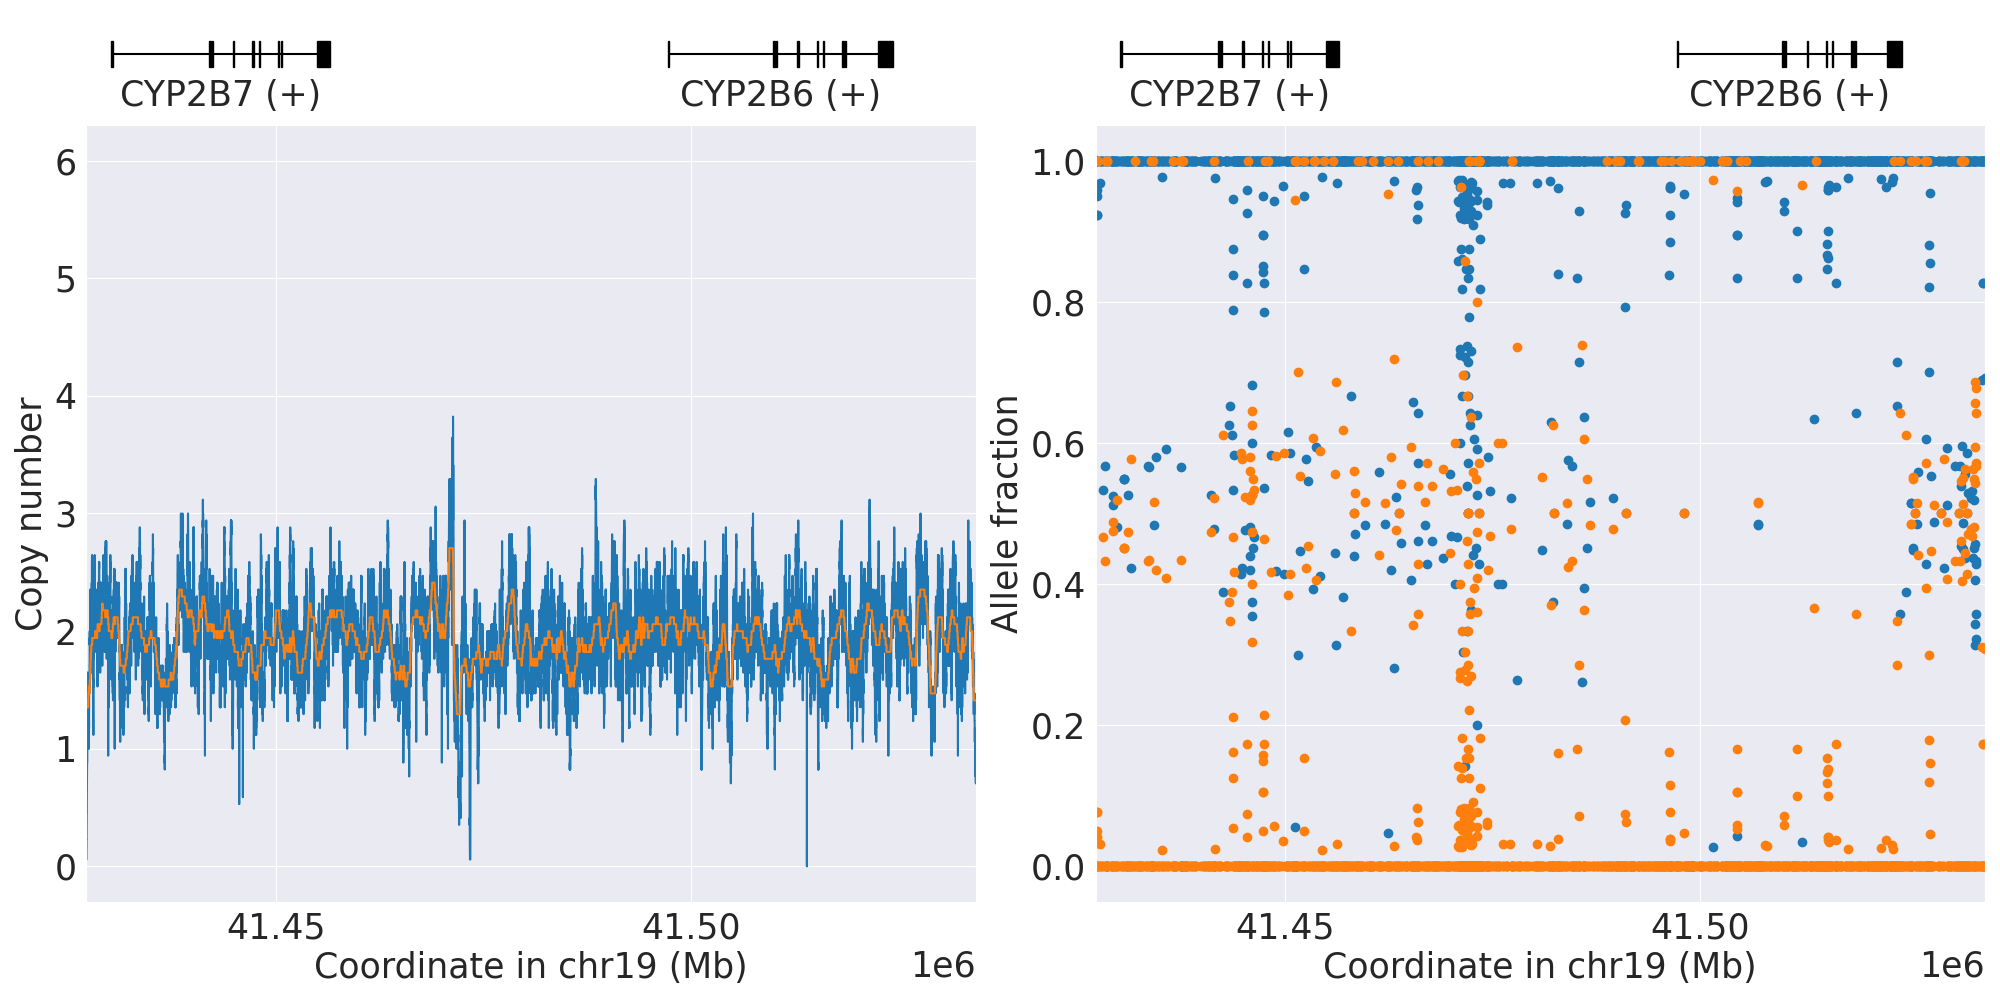 CYP2B7 (+)
CYP2B6 (+)
6
5
4
3
2
1
0
Copy number
41.45
41.50
Coordinate in chr19 (Mb)
1e6
CYP2B7 (+)
CYP2B6 (+)
1.0
0.8
0.6
0.4
0.2
0.0
Allele fraction
41.45
41.50
Coordinate in chr19 (Mb)
1e6